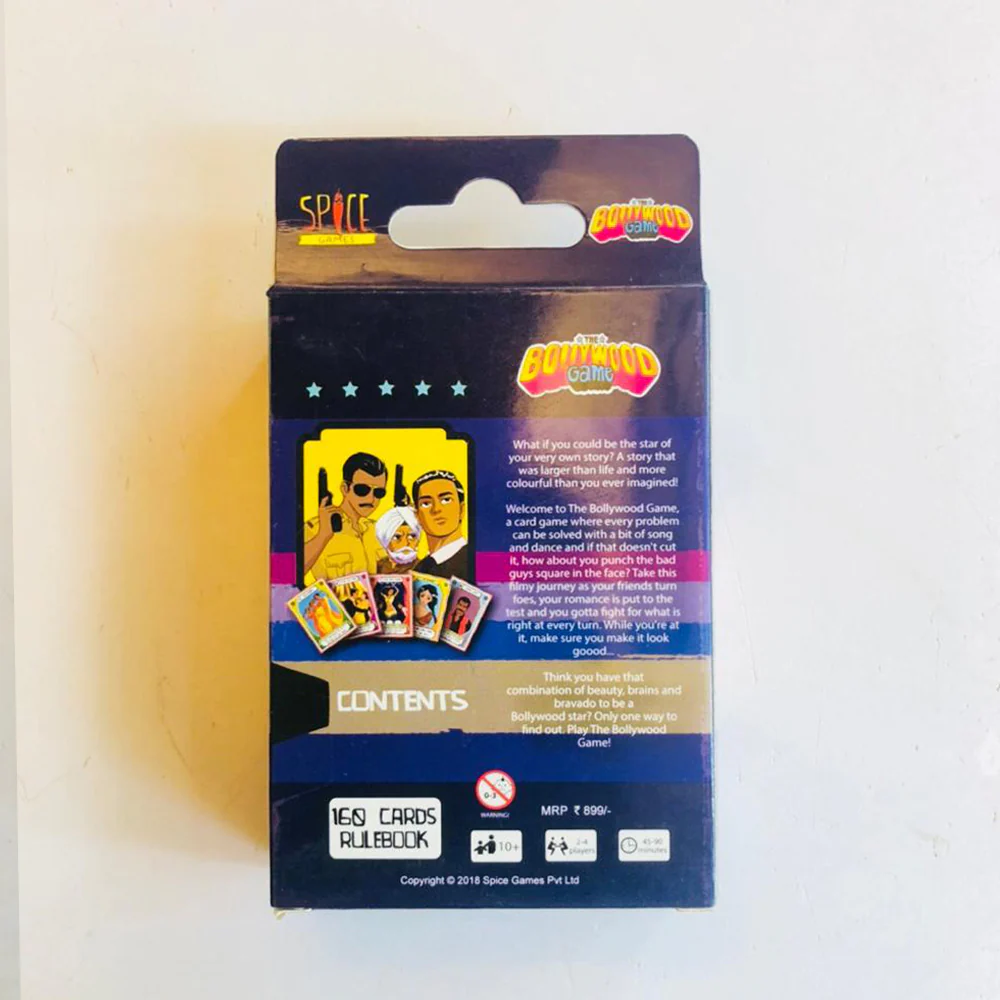 SPICE
GAMES
THE
BOLLYWOOD
Game
THE
BOLLYWOOD
Game
What if you could be the star of
your very own story? A story that
was larger than life and more
colourful than you ever imagined!
Welcome to The Bollywood Game,
a card game where every problem
can be solved with a bit of song
and dance and if that doesn't cut
it, how about you punch the bad
guys square in the face? Take this
filmy journey as your friends turn
foes, your romance is put to the
test and you gotta fight for what is
right at every turn. While you're at
it, make sure you make it look
goood...
Think you have that
combination of beauty, brains and
bravado to be a
Bollywood star? Only one way to
find out. Play The Bollywood
Game!
CONTENTS
160 CARDS
RULEBOOK
0-3
WARNING!
MRP ₹ 899/-
10+
2-4
players
45-90
minutes
Copyright © 2018 Spice Games Pvt Ltd